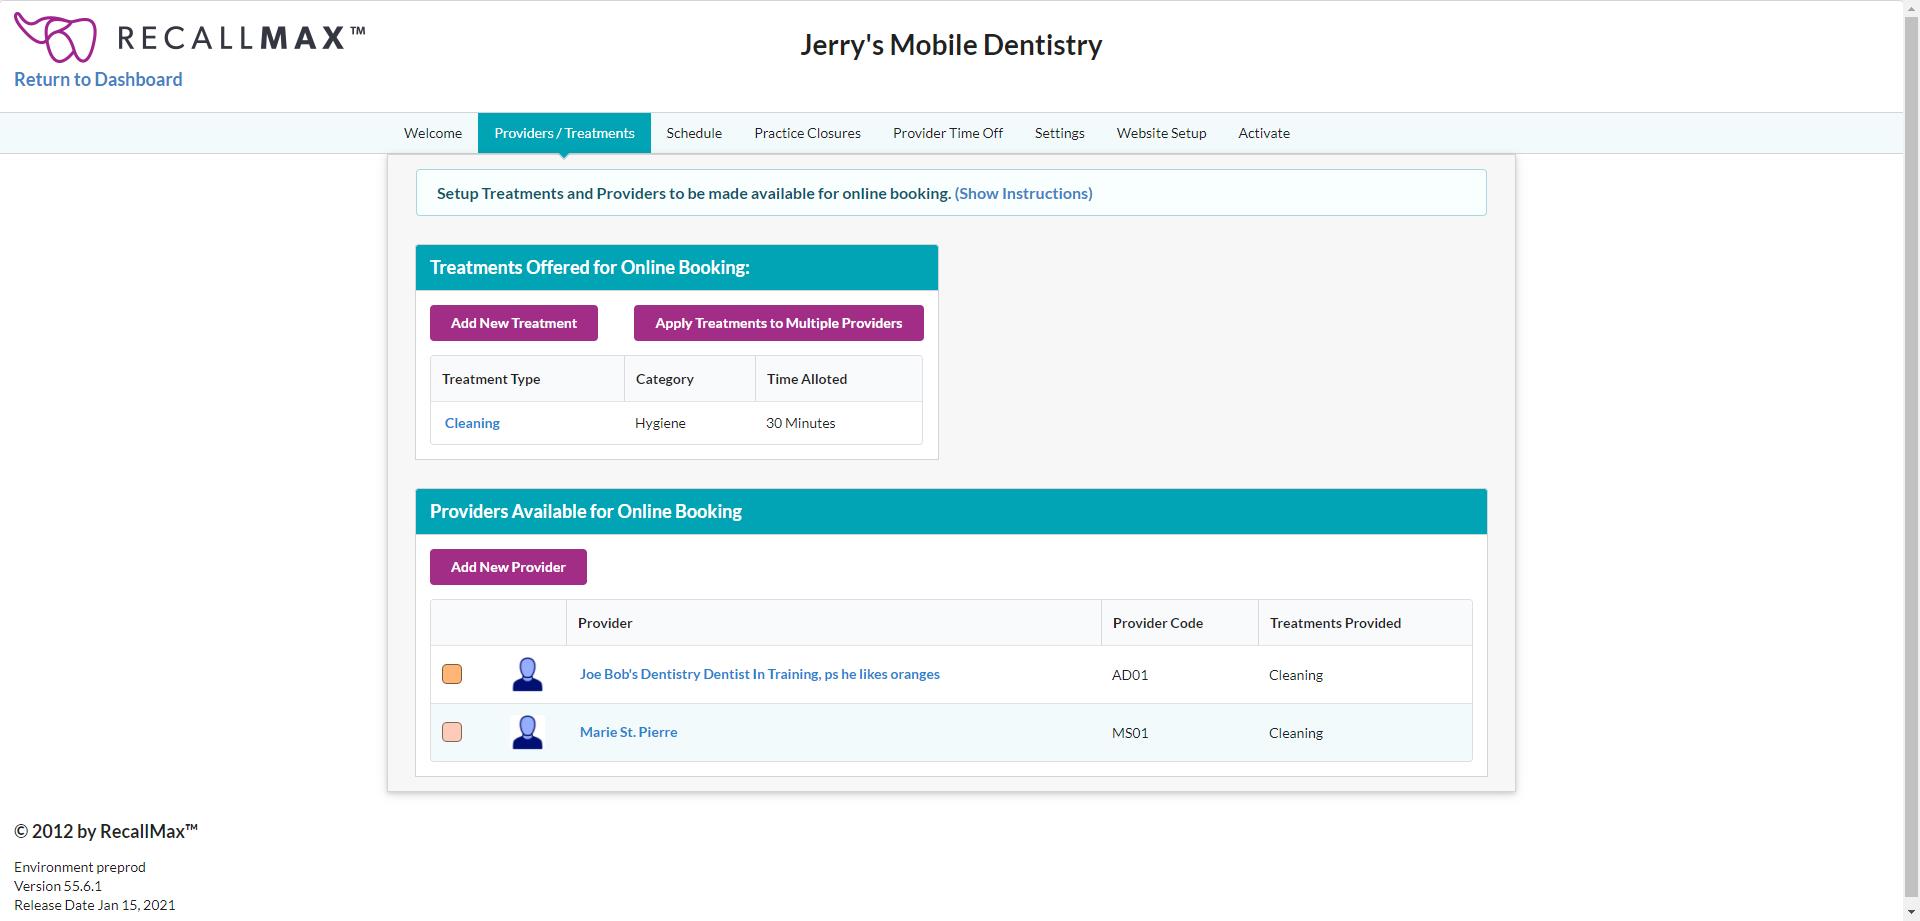 RECALLMAX™
Jerry's Mobile Dentistry
Return to Dashboard
Welcome
Providers / Treatments
Schedule
Practice Closures
Provider Time Off
Settings
Website Setup
Activate
Setup Treatments and Providers to be made available for online booking. (Show Instructions)
Treatments Offered for Online Booking:
Add New Treatment
Apply Treatments to Multiple Providers
Treatment Type Category Time Alloted
Cleaning Hygiene 30 Minutes
Providers Available for Online Booking
Add New Provider
Provider Provider Code Treatments Provided
Joe Bob's Dentistry Dentist In Training, ps he likes oranges AD01 Cleaning
Marie St. Pierre MS01 Cleaning
© 2012 by RecallMax™
Environment preprod
Version 55.6.1
Release Date Jan 15, 2021